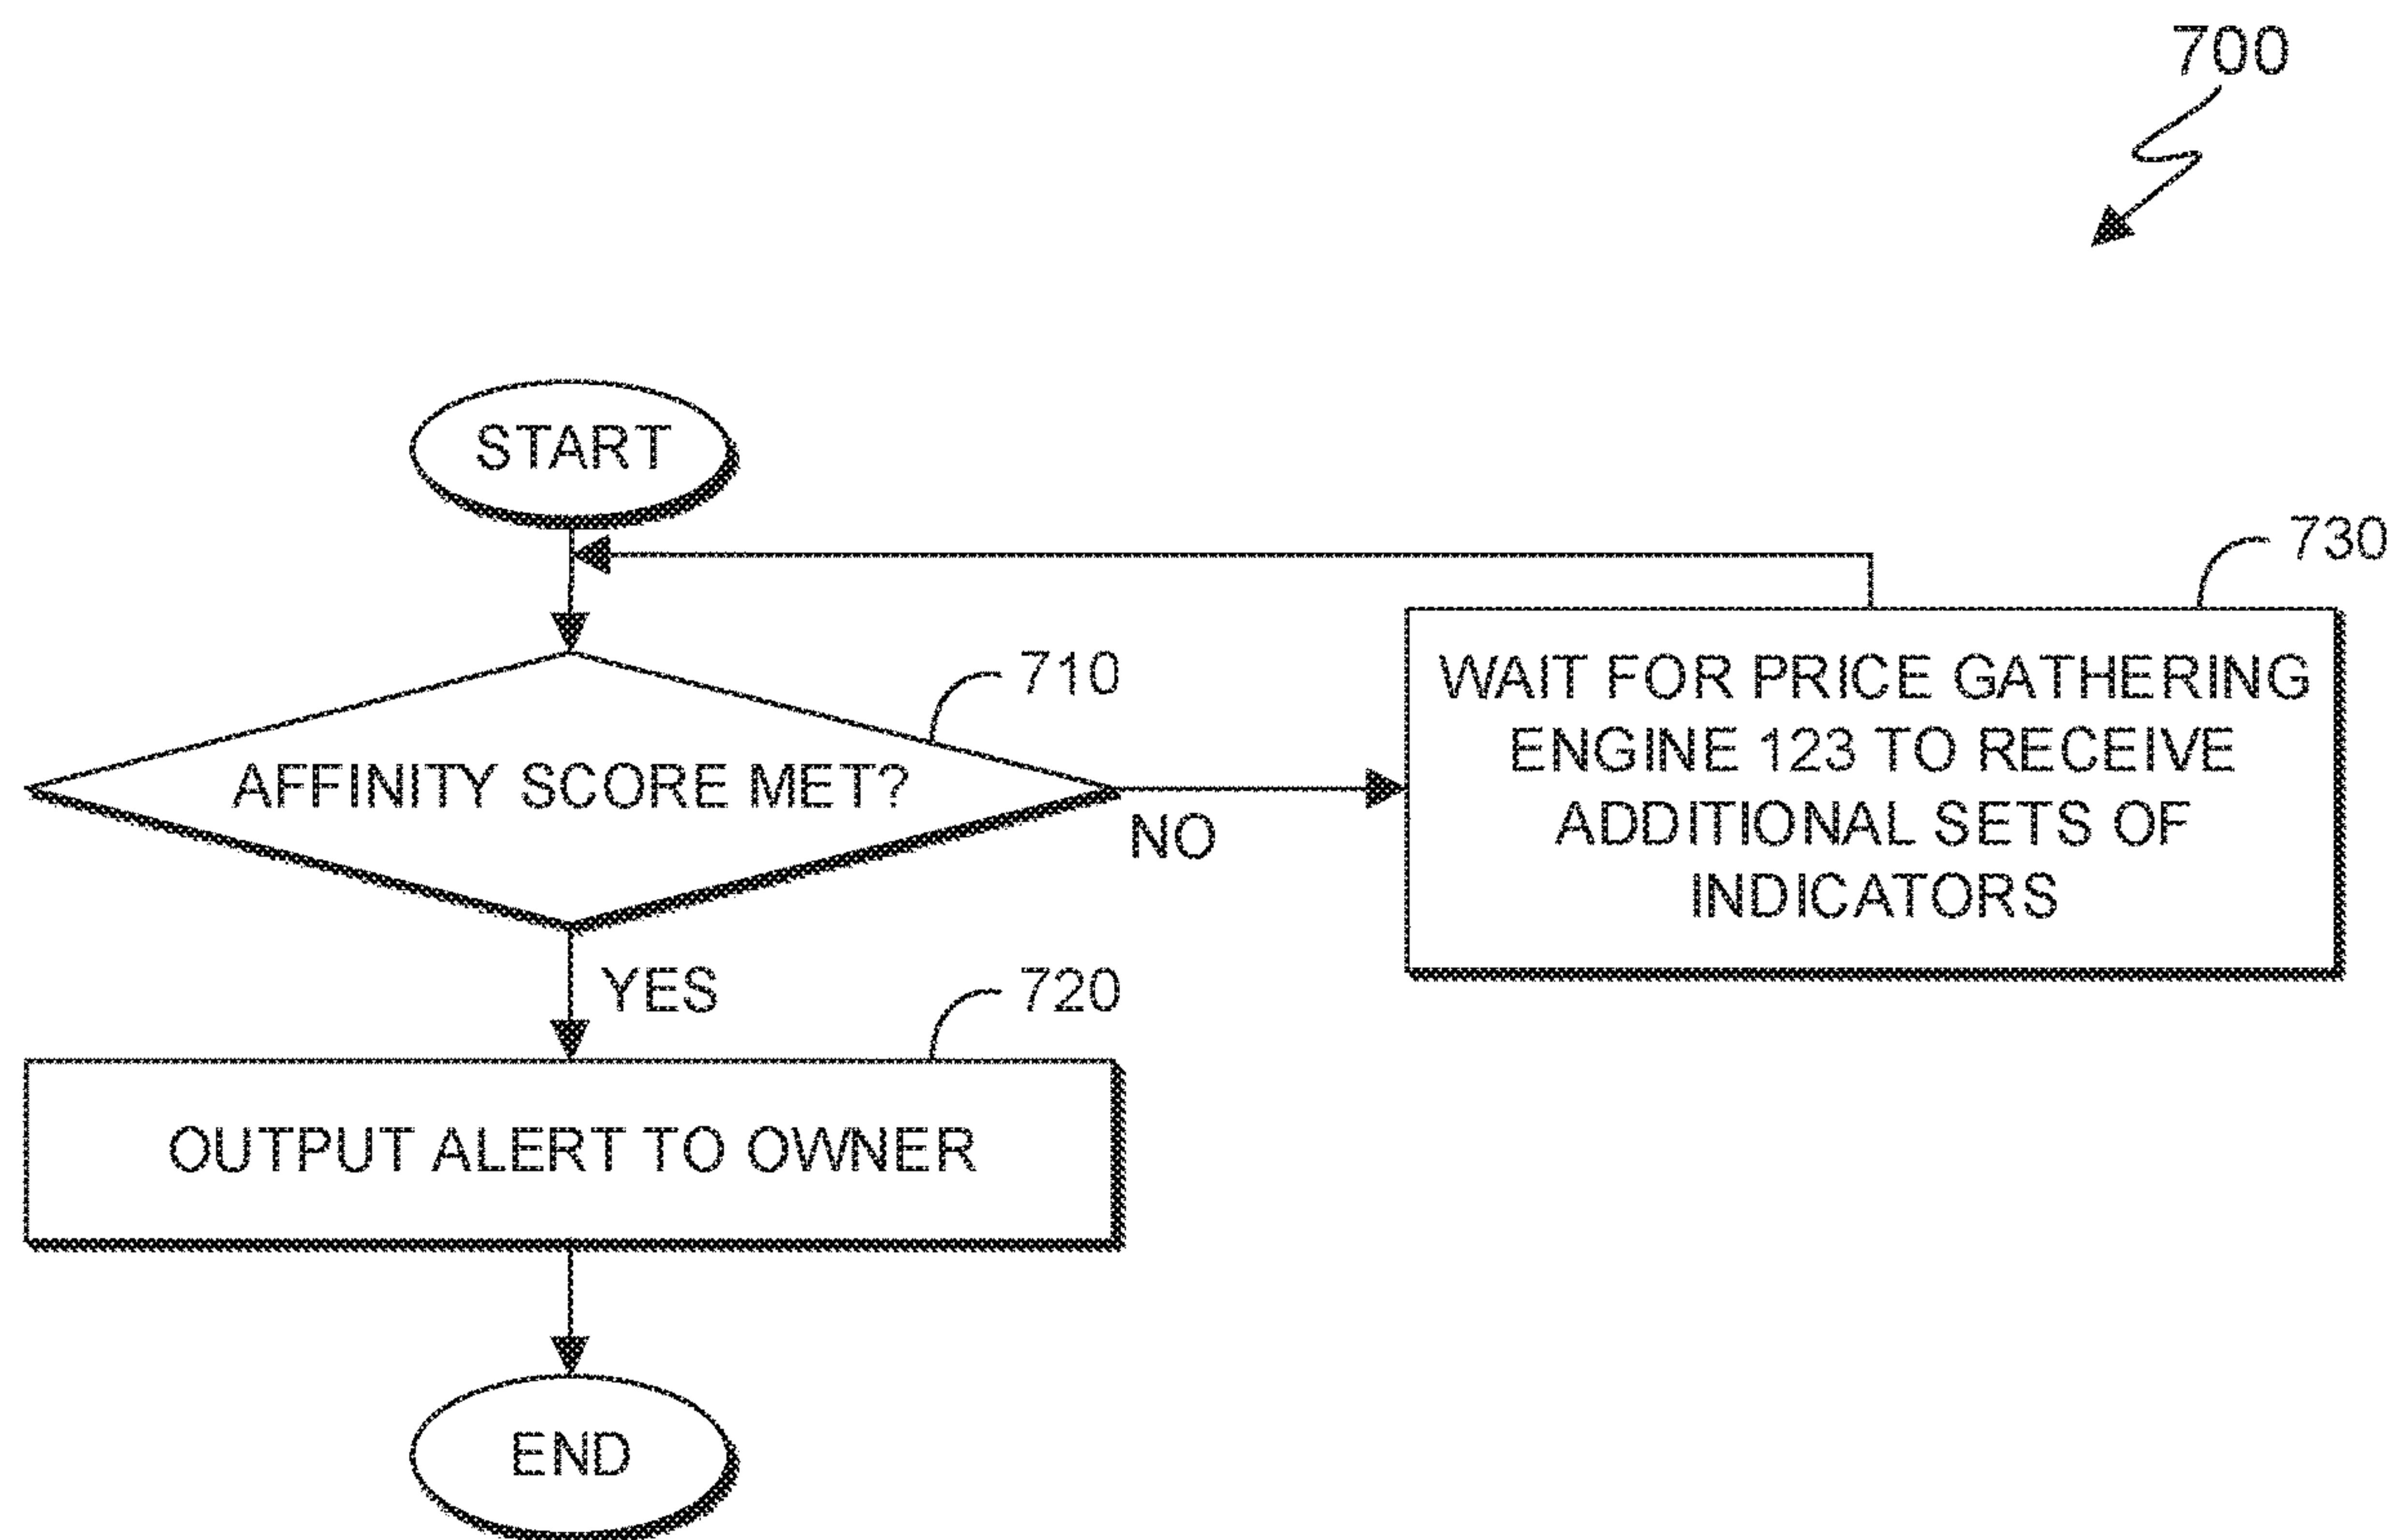 700
START
730
710
WAIT FOR PRICE GATHERING
ENGINE 123 TO RECEIVE
ADDITIONAL SETS OF
INDICATORS
AFFINITY SCORE MET?
NO
YES
720
OUTPUT ALERT TO OWNER
END